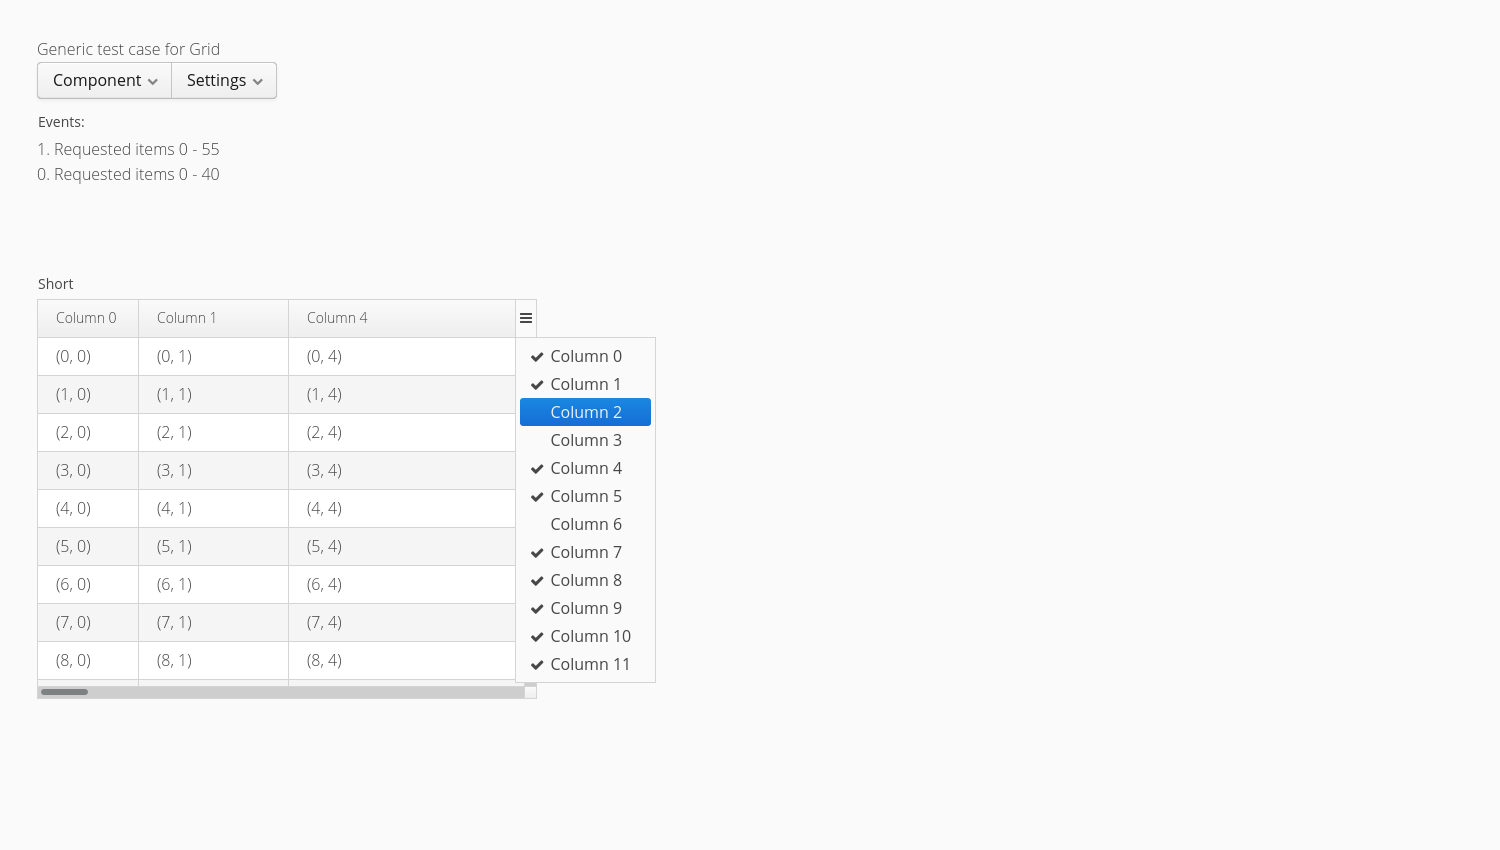 Generic test case for Grid
Component Settings
Events:
1. Requested items 0 - 55
0. Requested items 0 - 40
Short
Column 0 Column 1 Column 4
(0, 0) (0, 1) (0, 4)
(1, 0) (1, 1) (1, 4)
(2, 0) (2, 1) (2, 4)
(3, 0) (3, 1) (3, 4)
(4, 0) (4, 1) (4, 4)
(5, 0) (5, 1) (5, 4)
(6, 0) (6, 1) (6, 4)
(7, 0) (7, 1) (7, 4)
(8, 0) (8, 1) (8, 4)
Column 0
Column 1
Column 2
Column 3
Column 4
Column 5
Column 6
Column 7
Column 8
Column 9
Column 10
Column 11